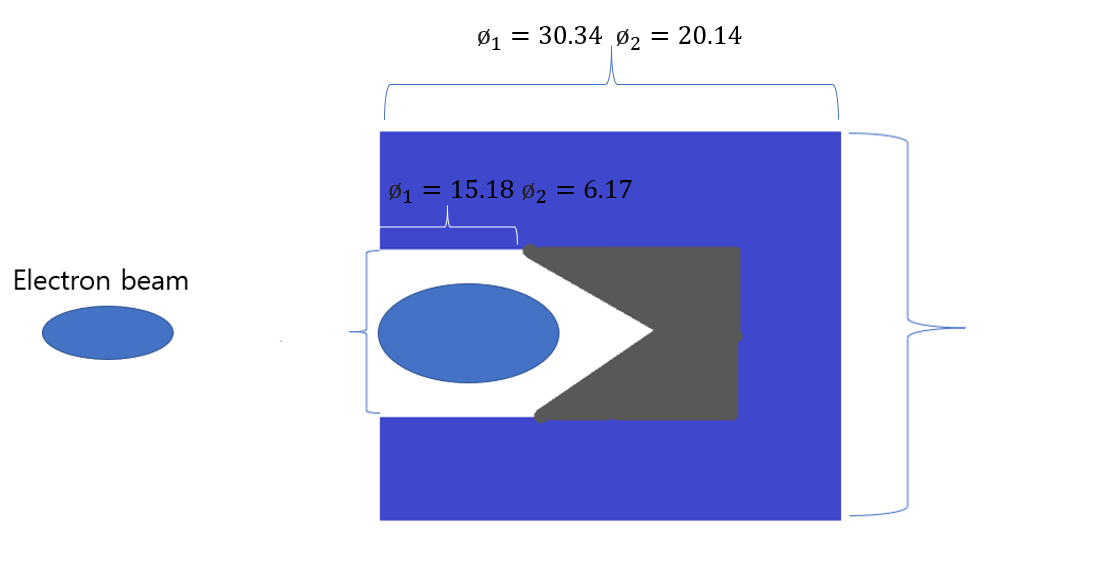 ø₁ = 30.34 ø₂ = 20.14
ø₁ = 15.18 ø₂ = 6.17
Electron beam